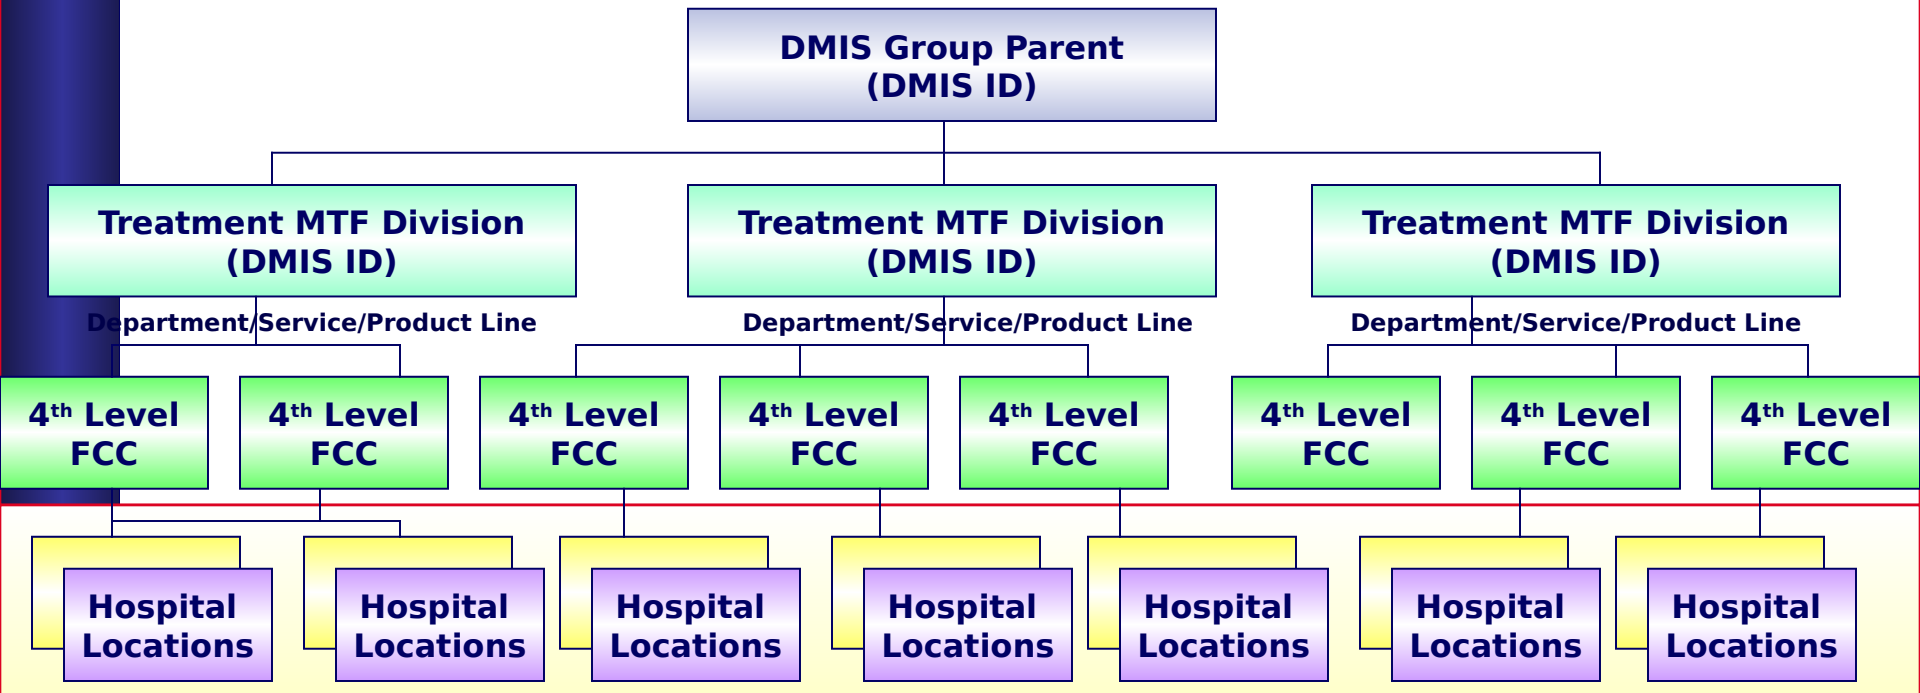 DMIS Group Parent
(DMIS ID)
Treatment MTF Division
(DMIS ID)
Treatment MTF Division
(DMIS ID)
Treatment MTF Division
(DMIS ID)
Department/Service/Product Line
Department/Service/Product Line
Department/Service/Product Line
4th Level
FCC
4th Level
FCC
4th Level
FCC
4th Level
FCC
4th Level
FCC
4th Level
FCC
4th Level
FCC
4th Level
FCC
Hospital
Locations
Hospital
Locations
Hospital
Locations
Hospital
Locations
Hospital
Locations
Hospital
Locations
Hospital
Locations